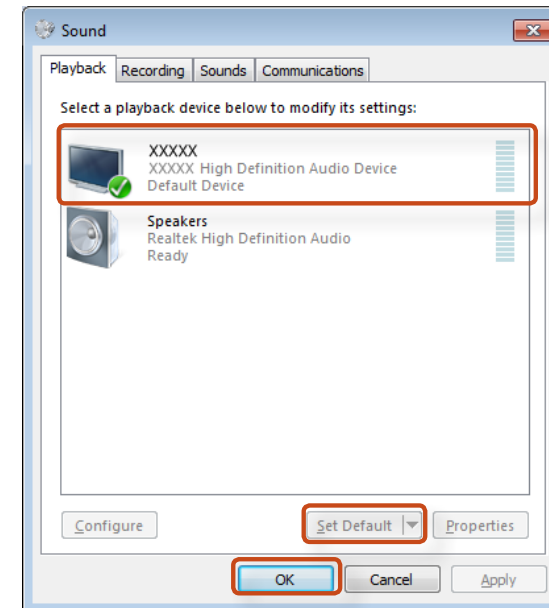 Sound
Playback Recording Sounds Communications
Select a playback device below to modify its settings:
XXXXX
XXXXX High Definition Audio Device
Default Device
Speakers
Realtek High Definition Audio
Ready
Configure Set Default Properties
OK Cancel Apply